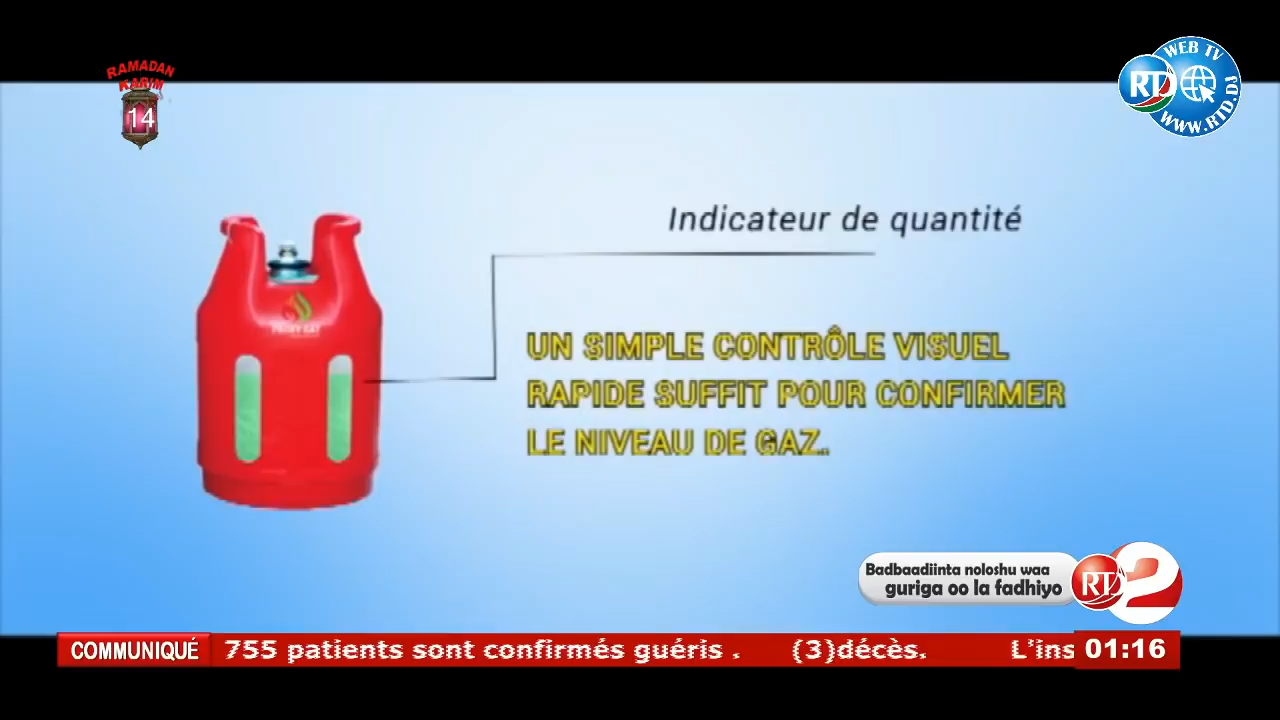 RAMADAN
KARIM
14
WEB TV
RTD
WWW.RTD.DJ
Indicateur de quantité
UN SIMPLE CONTRÔLE VISUEL
RAPIDE SUFFIT POUR CONFIRMER
LE NIVEAU DE GAZ.
Badbaadiinta noloshu waa
guriga oo la fadhiyo
RTD
2
COMMUNIQUÉ
755 patients sont confirmés guéris . (3)décès. L'ins
01:16